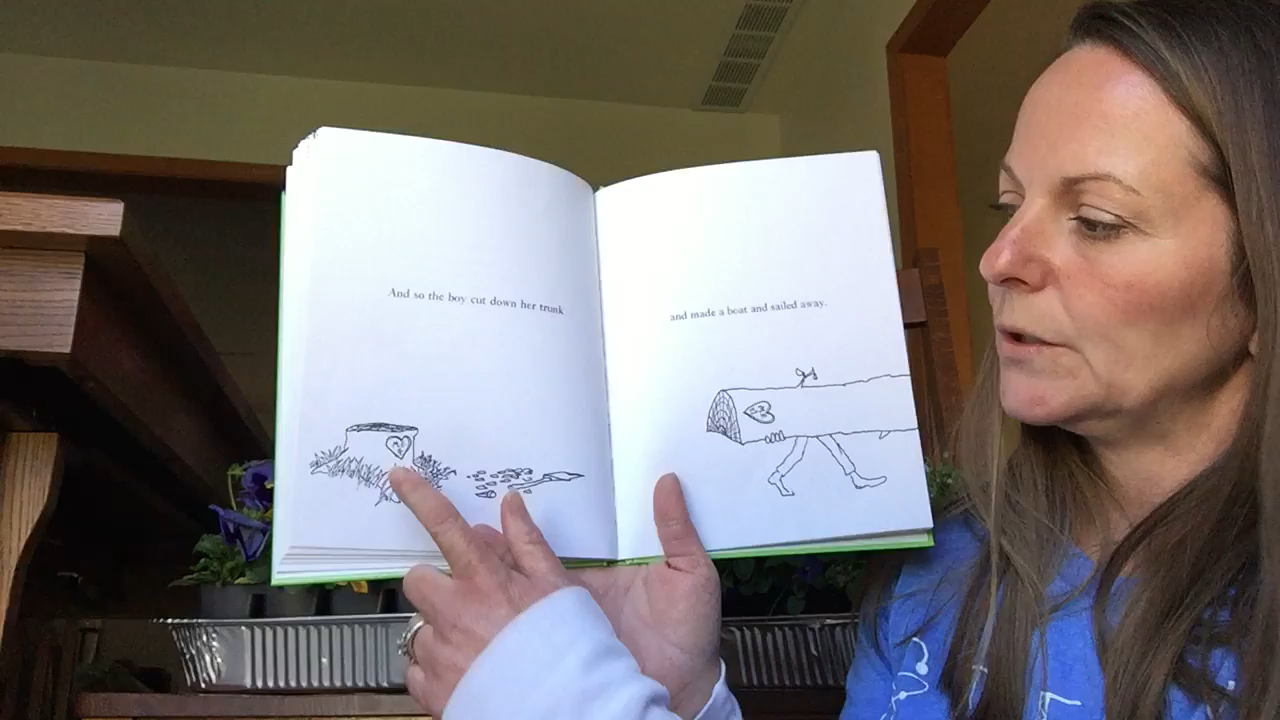 And so the boy cut down her trunk
and made a boat and sailed away.